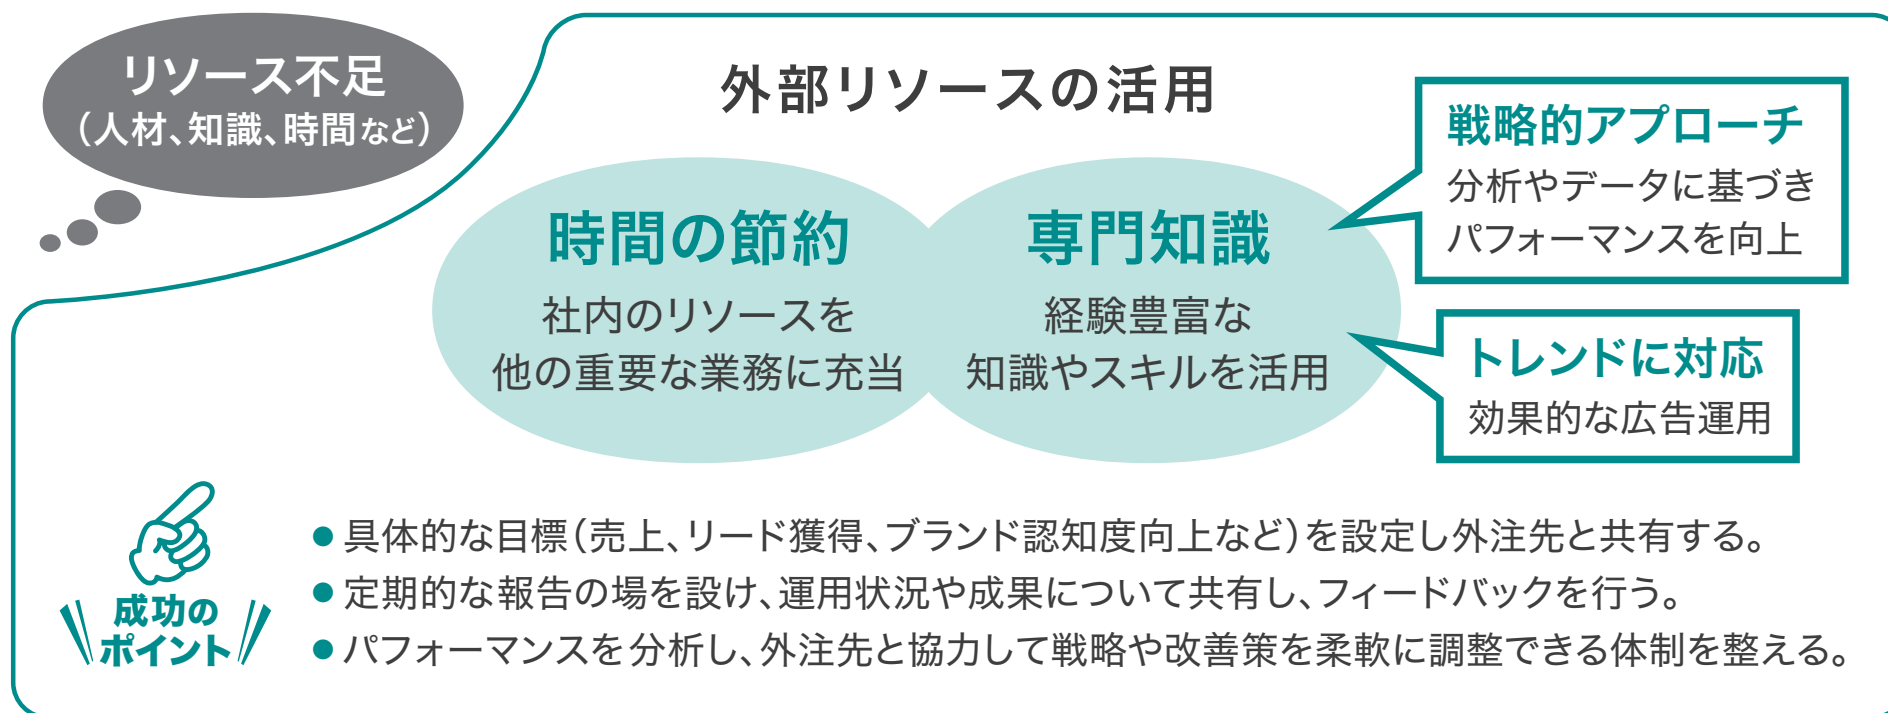 リソース不足
（人材、知識、時間など）
外部リソースの活用
時間の節約
社内のリソースを
他の重要な業務に充当
専門知識
経験豊富な
知識やスキルを活用
戦略的アプローチ
分析やデータに基づき
パフォーマンスを向上
トレンドに対応
効果的な広告運用
成功の
ポイント
●具体的な目標（売上、リード獲得、ブランド認知度向上など）を設定し外注先と共有する。
●定期的な報告の場を設け、運用状況や成果について共有し、フィードバックを行う。
●パフォーマンスを分析し、外注先と協力して戦略や改善策を柔軟に調整できる体制を整える。